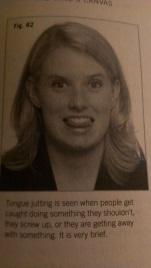 CANVAS
Fig. 82
Tongue jutting is seen when people get
caught doing something they shouldn't,
they screw up, or they are getting away
with something. It is very brief.